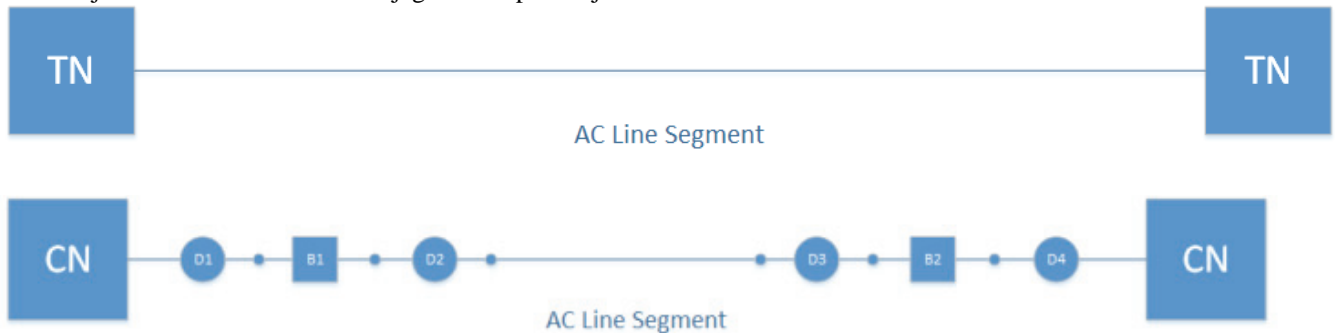 TN TN
AC Line Segment
CN D1 B1 D2 D3 B2 D4 CN
AC Line Segment